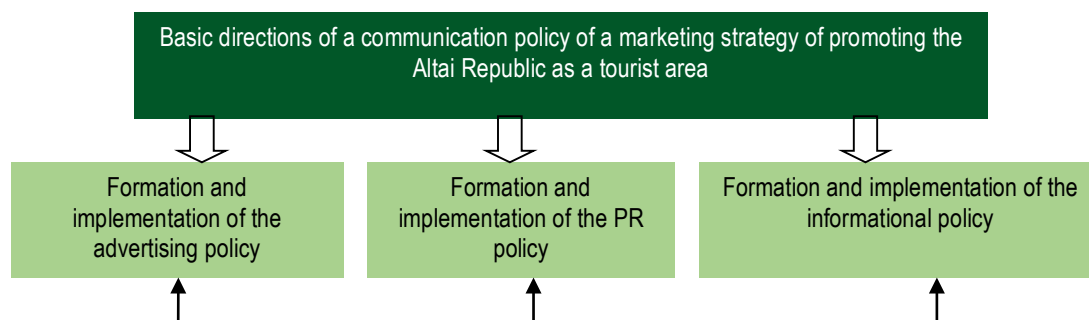 Basic directions of a communication policy of a marketing strategy of promoting the
Altai Republic as a tourist area
Formation and
implementation of the
advertising policy
Formation and
implementation of the PR
policy
Formation and implementation of the
informational policy